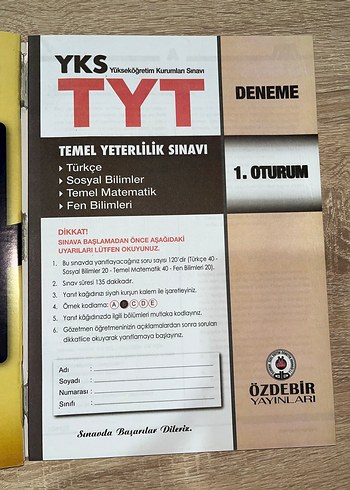 YKS Yükseköğretim Kurumları Sınavı
TYT
DENEME
TEMEL YETERLİLİK SINAVI
Türkçe
Sosyal Bilimler
Temel Matematik
Fen Bilimleri
1. OTURUM
DİKKAT!
SINAVA BAŞLAMADAN ÖNCE AŞAĞIDAKİ
UYARILARI LÜTFEN OKUYUNUZ.
1. Bu sınavda yanıtlayacağınız soru sayısı 120'dir (Türkçe 40 -
Sosyal Bilimler 20 - Temel Matematik 40 - Fen Bilimleri 20).
2. Sınav süresi 135 dakikadır.
3. Yanıt kağıdınızı siyah kurşun kalem ile işaretleyiniz.
4. Örnek kodlama: A C D E
5. Yanıt kâğıdınızda ilgili bölümleri mutlaka kodlayınız.
6. Gözetmen öğretmeninizin açıklamalardan sonra soruları
dikkatlice okuyarak yanıtlamaya başlayınız.
Adı :
Soyadı :
Numarası :
Sınıfı :
Sınavda Başarılar Dileriz.
ÖZDEBİR
YAYINLARI